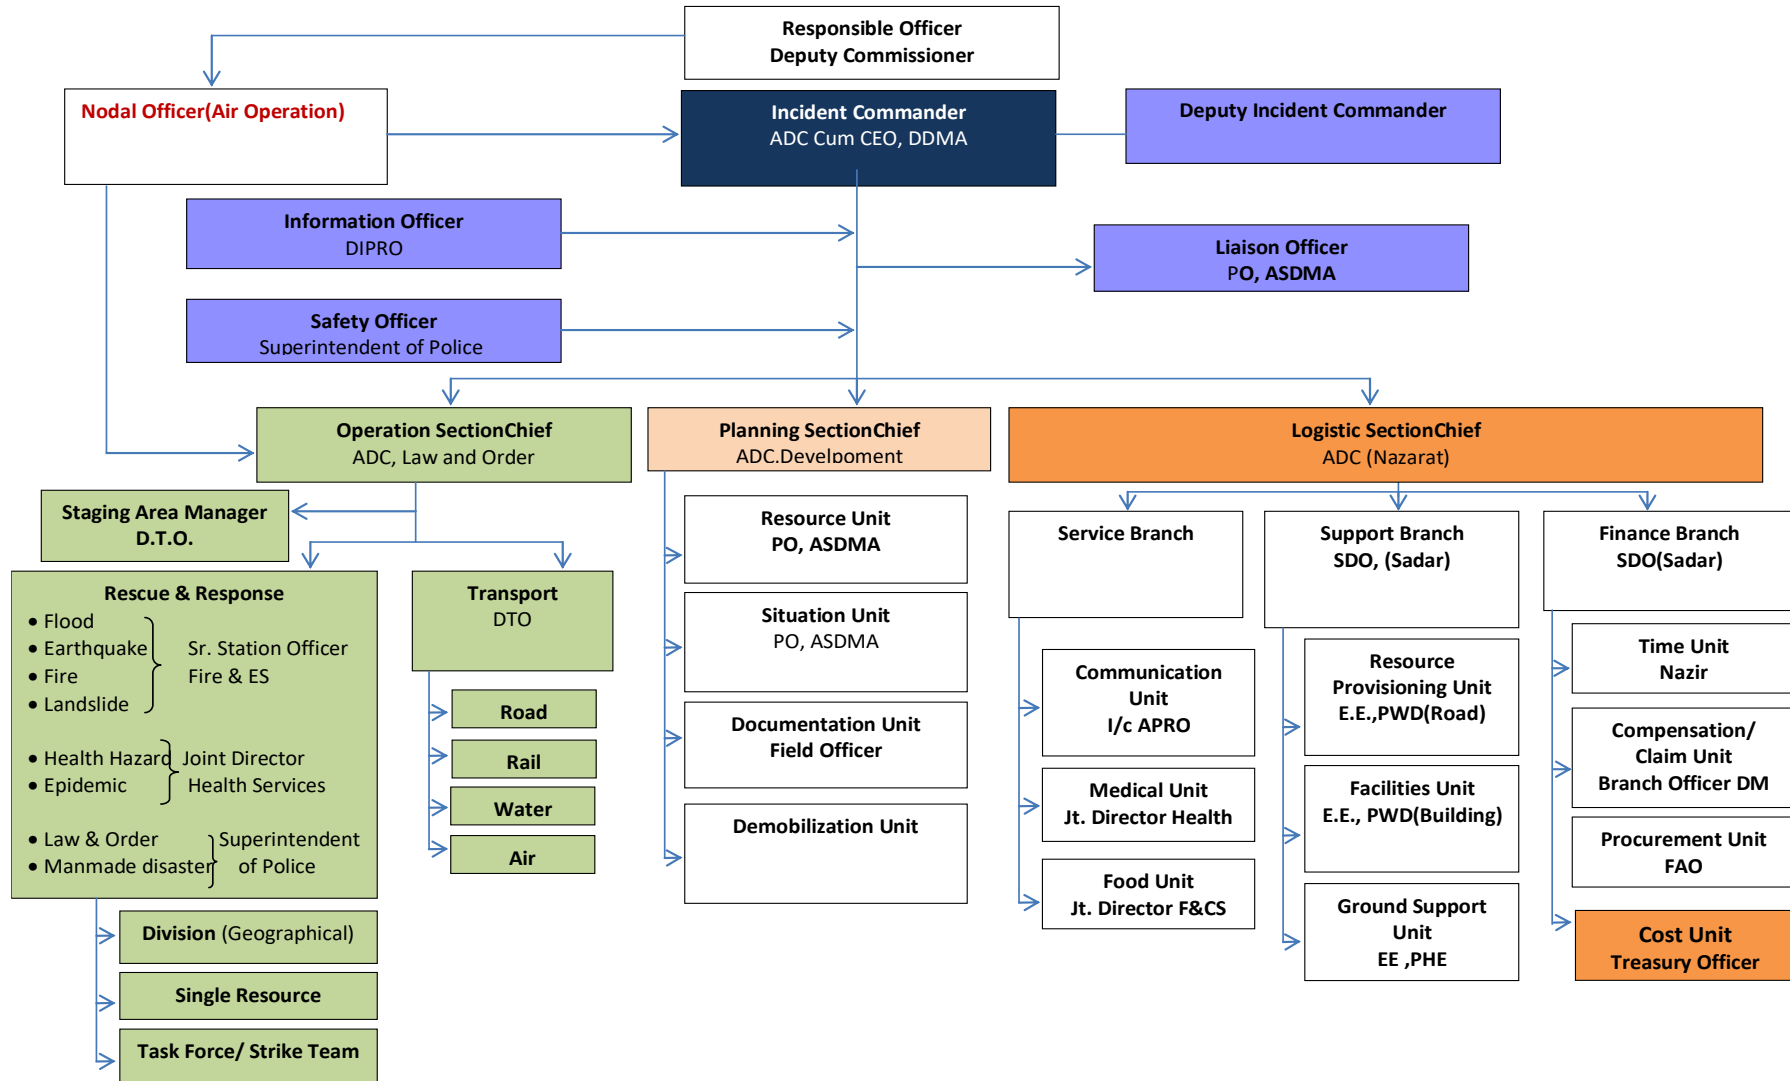 Responsible Officer
Deputy Commissioner
Nodal Officer(Air Operation)
Incident Commander
ADC Cum CEO, DDMA
Deputy Incident Commander
Information Officer
DIPRO
Liaison Officer
PO, ASDMA
Safety Officer
Superintendent of Police
Operation SectionChief
ADC, Law and Order
Planning SectionChief
ADC.Develpoment
Logistic SectionChief
ADC (Nazarat)
Staging Area Manager
D.T.O.
Rescue & Response
• Flood
• Earthquake
• Fire
• Landslide
Sr. Station Officer
Fire & ES
• Health Hazard
• Epidemic
Joint Director
Health Services
• Law & Order
• Manmade disaster
Superintendent
of Police
Division (Geographical)
Single Resource
Task Force/ Strike Team
Transport
DTO
Road
Rail
Water
Air
Resource Unit
PO, ASDMA
Situation Unit
PO, ASDMA
Documentation Unit
Field Officer
Demobilization Unit
Service Branch
Communication
Unit
I/c APRO
Medical Unit
Jt. Director Health
Food Unit
Jt. Director F&CS
Support Branch
SDO, (Sadar)
Resource
Provisioning Unit
E.E.,PWD(Road)
Facilities Unit
E.E., PWD(Building)
Ground Support
Unit
EE ,PHE
Finance Branch
SDO(Sadar)
Time Unit
Nazir
Compensation/
Claim Unit
Branch Officer DM
Procurement Unit
FAO
Cost Unit
Treasury Officer